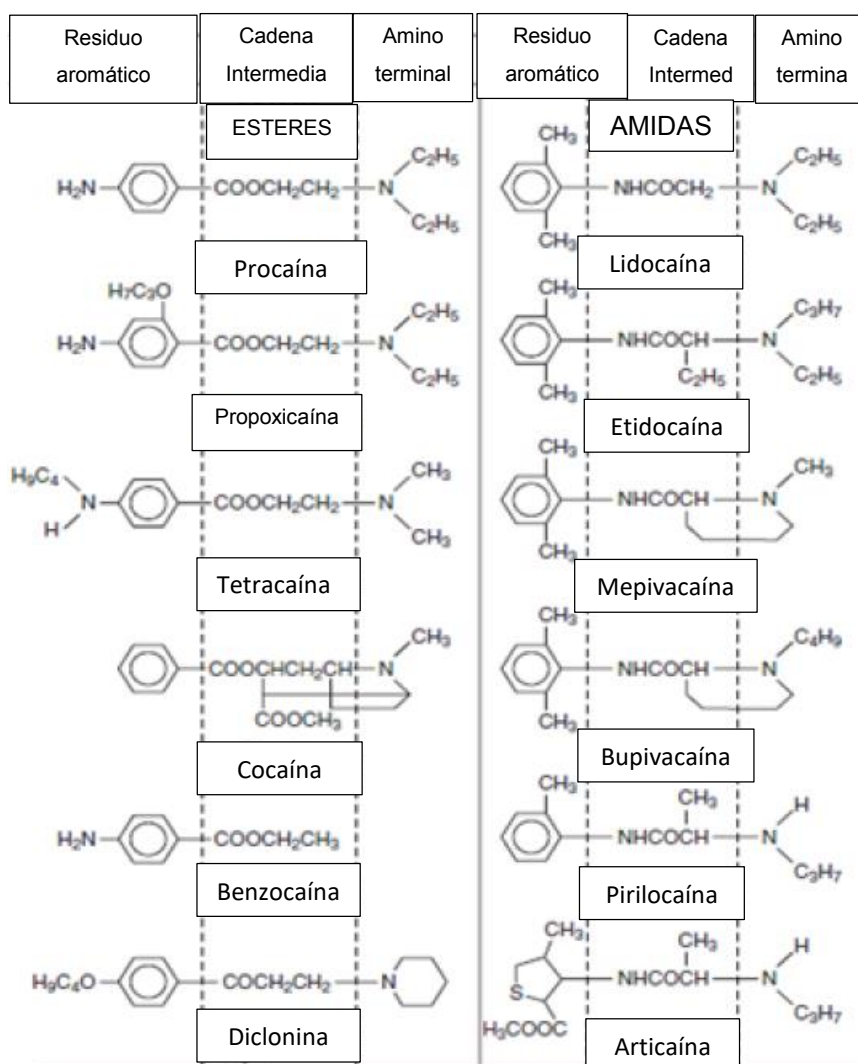 Residuo
aromático
Cadena
Intermedia
Amino
terminal
Residuo
aromático
Cadena
Intermed
Amino
termina
ESTERES
H₂N
COOCH₂CH₂
N
C₂H₅
C₂H₅
Procaína
H₇C₃O
H₂N
COOCH₂CH₂
N
C₂H₅
C₂H₅
Propoxicaína
H₉C₄
N
H
COOCH₂CH₂
N
CH₃
CH₃
Tetracaína
COOCHCH₂CH
N
CH₃
COOCH₃
Cocaína
H₂N
COOCH₂CH₃
Benzocaína
H₉C₄O
COCH₂CH₂
N
Diclonina
AMIDAS
CH₃
CH₃
NHCOCH₂
N
C₂H₅
C₂H₅
Lidocaína
CH₃
CH₃
NHCOCH
C₂H₅
N
C₃H₇
C₂H₅
Etidocaína
CH₃
CH₃
NHCOCH
N
CH₃
Mepivacaína
CH₃
CH₃
NHCOCH
N
C₄H₉
Bupivacaína
CH₃
NHCOCH
CH₃
N
H
C₃H₇
Pirilocaína
CH₃
S
H₃COOC
NHCOCH
CH₃
N
H
C₃H₇
Articaína